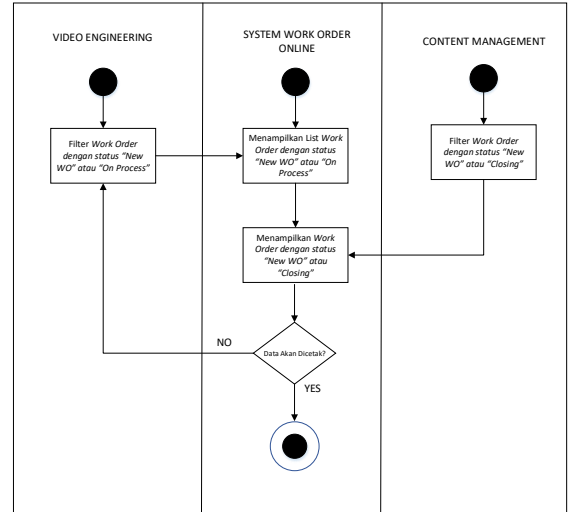 VIDEO ENGINEERING
SYSTEM WORK ORDER
ONLINE
CONTENT MANAGEMENT
Filter Work Order
dengan status "New
WO" atau "On Process"
Menampilkan List Work
Order dengan status
"New WO" atau "On
Process"
Filter Work Order
dengan status "New
WO" atau "Closing"
Menampilkan Work
Order dengan status
"New WO" atau
"Closing"
Data Akan Dicetak?
NO
YES